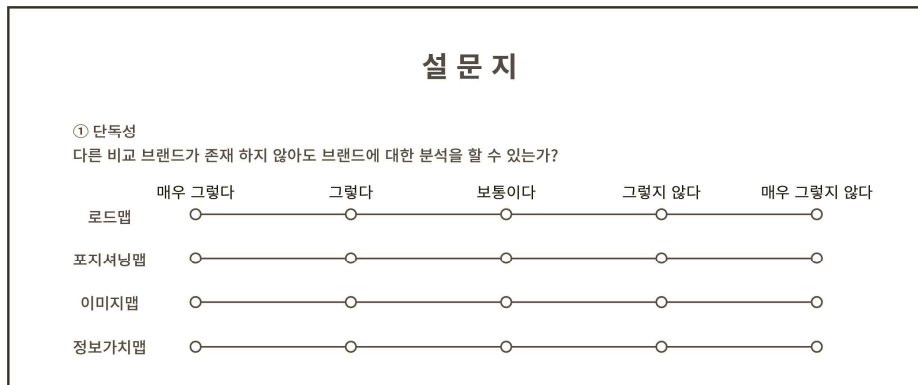 설 문 지
① 단독성
다른 비교 브랜드가 존재 하지 않아도 브랜드에 대한 분석을 할 수 있는가?
매우 그렇다 그렇다 보통이다 그렇지 않다 매우 그렇지 않다
로드맵
포지셔닝맵
이미지맵
정보가치맵